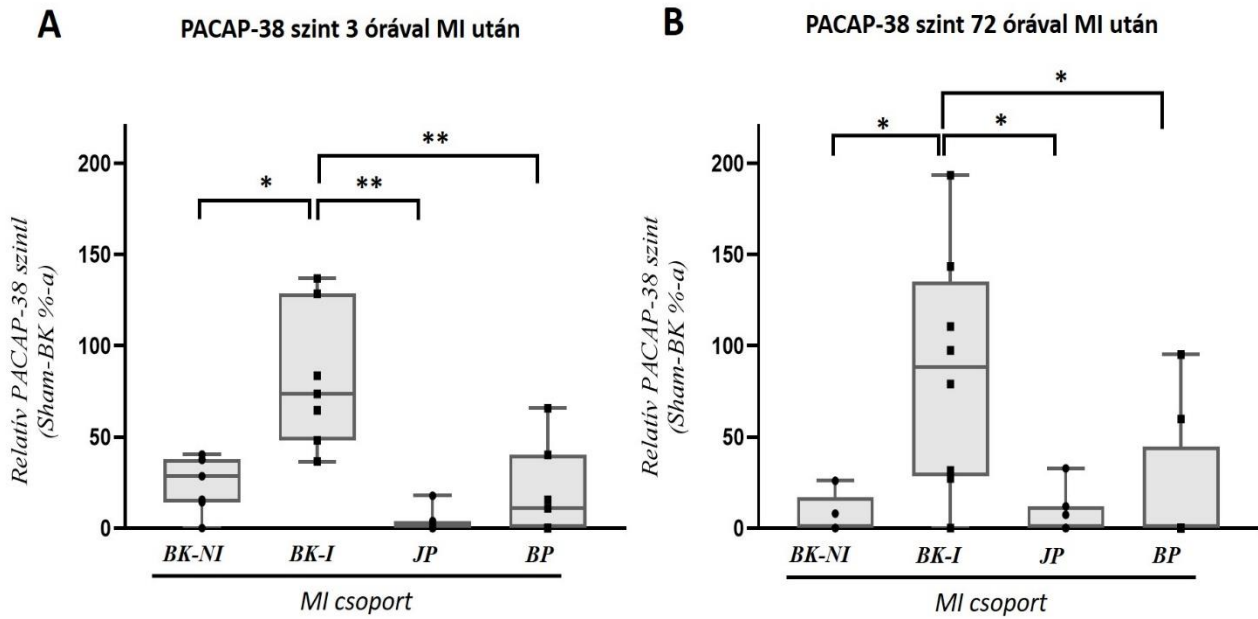 A
PACAP-38 szint 3 órával MI után
Relatív PACAP-38 szintl
(Sham-BK %-a)
200
150
100
50
0
*
**
**
BK-NI
BK-I
JP
BP
MI csoport
B
PACAP-38 szint 72 órával MI után
Relatív PACAP-38 szint
(Sham-BK %-a)
200
150
100
50
0
*
*
*
BK-NI
BK-I
JP
BP
MI csoport